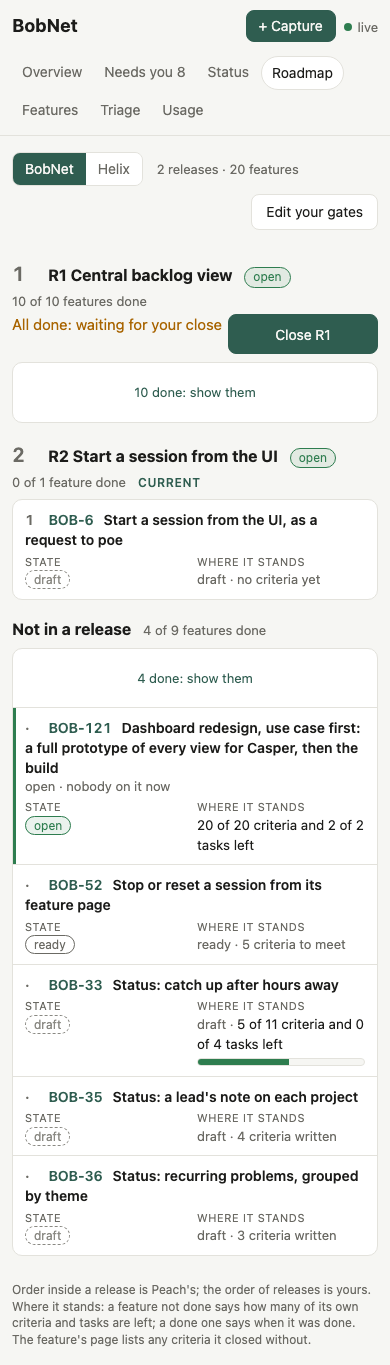 BobNet
+ Capture
live
Overview
Needs you 8
Status
Roadmap
Features
Triage
Usage
BobNet
Helix
2 releases · 20 features
Edit your gates
1 R1 Central backlog view open
10 of 10 features done
All done: waiting for your close
Close R1
10 done: show them
2 R2 Start a session from the UI open
0 of 1 feature done CURRENT
1 BOB-6 Start a session from the UI, as a
request to poe
STATE
draft
WHERE IT STANDS
draft · no criteria yet
Not in a release 4 of 9 features done
4 done: show them
· BOB-121 Dashboard redesign, use case first:
a full prototype of every view for Casper, then the
build
open · nobody on it now
STATE
open
WHERE IT STANDS
20 of 20 criteria and 2 of 2
tasks left
· BOB-52 Stop or reset a session from its
feature page
STATE
ready
WHERE IT STANDS
ready · 5 criteria to meet
· BOB-33 Status: catch up after hours away
STATE
draft
WHERE IT STANDS
draft · 5 of 11 criteria and 0
of 4 tasks left
· BOB-35 Status: a lead's note on each project
STATE
draft
WHERE IT STANDS
draft · 4 criteria written
· BOB-36 Status: recurring problems, grouped
by theme
STATE
draft
WHERE IT STANDS
draft · 3 criteria written
Order inside a release is Peach's; the order of releases is yours.
Where it stands: a feature not done says how many of its own
criteria and tasks are left; a done one says when it was done.
The feature's page lists any criteria it closed without.